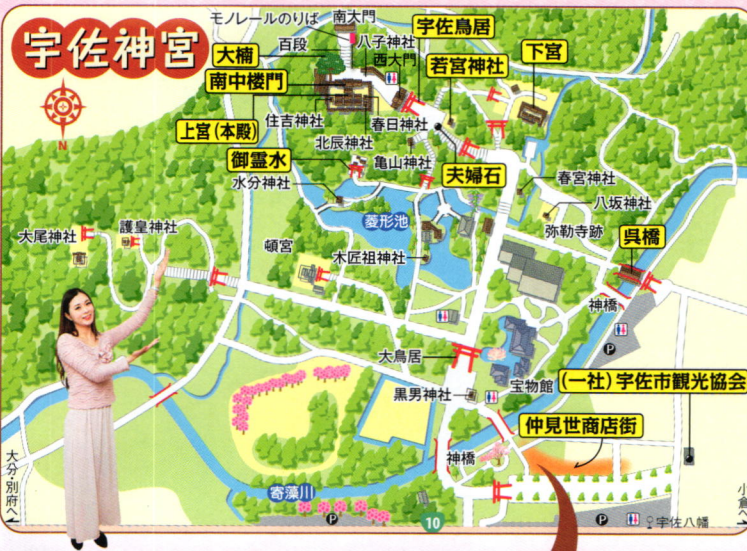 宇佐神宮
N
モノレールのりば
南大門
百段
八子神社
西大門
宇佐鳥居
大楠
南中楼門
若宮神社
下宮
上宮(本殿)
住吉神社
春日神社
北辰神社
御霊水
亀山神社
夫婦石
水分神社
春宮神社
八坂神社
菱形池
弥勒寺跡
呉橋
大尾神社
護皇神社
頓宮
木匠祖神社
神橋
P
大鳥居
宝物館
(一社)宇佐市観光協会
黒男神社
仲見世商店街
神橋
大分・別府へ
寄藻川
P
10
P
宇佐八幡
小倉へ